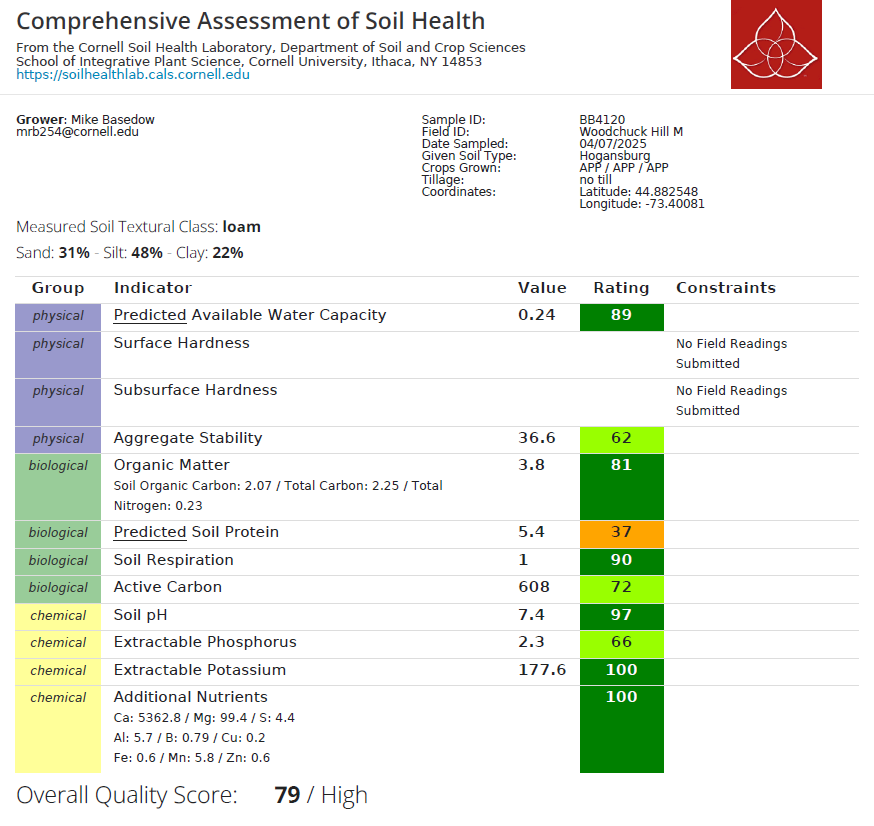 Comprehensive Assessment of Soil Health
From the Cornell Soil Health Laboratory, Department of Soil and Crop Sciences
School of Integrative Plant Science, Cornell University, Ithaca, NY 14853
https://soilhealthlab.cals.cornell.edu
Grower: Mike Basedow
mrb254@cornell.edu
Sample ID: BB4120
Field ID: Woodchuck Hill M
Date Sampled: 04/07/2025
Given Soil Type: Hogansburg
Crops Grown: APP / APP / APP
Tillage: no till
Coordinates: Latitude: 44.882548
Longitude: -73.40081
Measured Soil Textural Class: loam
Sand: 31% - Silt: 48% - Clay: 22%
Group Indicator Value Rating Constraints
physical Predicted Available Water Capacity 0.24 89
physical Surface Hardness No Field Readings
Submitted
physical Subsurface Hardness No Field Readings
Submitted
physical Aggregate Stability 36.6 62
biological Organic Matter 3.8 81
Soil Organic Carbon: 2.07 / Total Carbon: 2.25 / Total
Nitrogen: 0.23
biological Predicted Soil Protein 5.4 37
biological Soil Respiration 1 90
biological Active Carbon 608 72
chemical Soil pH 7.4 97
chemical Extractable Phosphorus 2.3 66
chemical Extractable Potassium 177.6 100
chemical Additional Nutrients 100
Ca: 5362.8 / Mg: 99.4 / S: 4.4
Al: 5.7 / B: 0.79 / Cu: 0.2
Fe: 0.6 / Mn: 5.8 / Zn: 0.6
Overall Quality Score: 79 / High